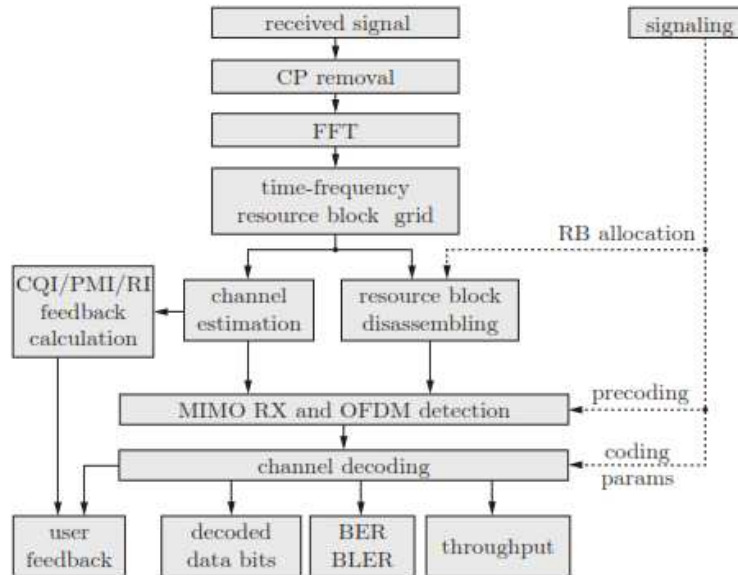 received signal
signaling
CP removal
FFT
time-frequency
resource block grid
RB allocation
CQI/PMI/RI
feedback
calculation
channel
estimation
resource block
disassembling
precoding
MIMO RX and OFDM detection
coding
params
channel decoding
user
feedback
decoded
data bits
BER
BLER
throughput